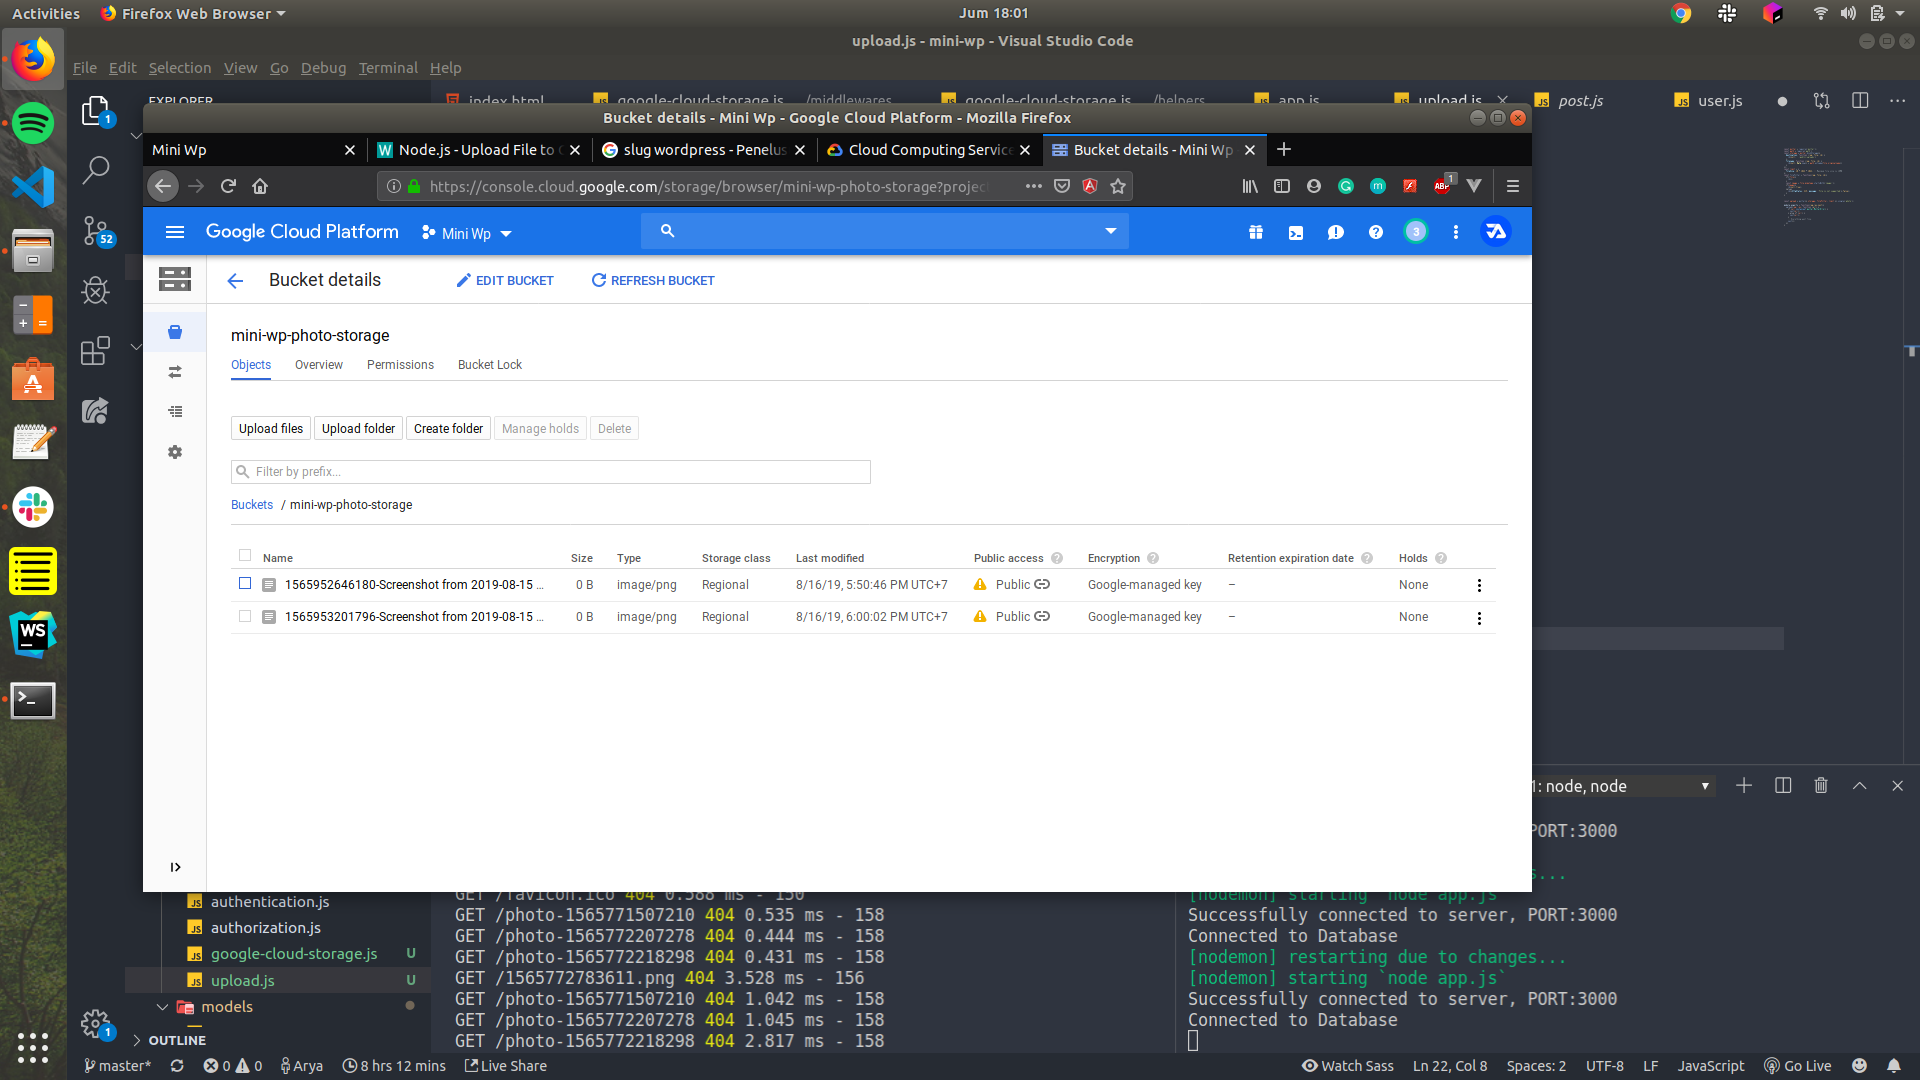 Activities
Firefox Web Browser
Jum 18:01
upload.js - mini-wp - Visual Studio Code
File Edit Selection View Go Debug Terminal Help
1
EXPLORER
index.html
google-cloud-storage.js /middlewares
google-cloud-storage.js /helpers
app.js
upload.js
post.js
user.js
Bucket details - Mini Wp - Google Cloud Platform - Mozilla Firefox
Mini Wp
Node.js - Upload File to
slug wordpress - Penelus
Cloud Computing Service
Bucket details - Mini Wp
https://console.cloud.google.com/storage/browser/mini-wp-photo-storage?projec
ABP 1
Google Cloud Platform
Mini Wp
3
52
Bucket details
EDIT BUCKET
REFRESH BUCKET
mini-wp-photo-storage
Objects Overview Permissions Bucket Lock
Upload files Upload folder Create folder Manage holds Delete
Filter by prefix...
Buckets / mini-wp-photo-storage
Name Size Type Storage class Last modified Public access Encryption Retention expiration date Holds
1565952646180-Screenshot from 2019-08-15 ... 0 B image/png Regional 8/16/19, 5:50:46 PM UTC+7 Public Google-managed key – None
1565953201796-Screenshot from 2019-08-15 ... 0 B image/png Regional 8/16/19, 6:00:02 PM UTC+7 Public Google-managed key – None
WS
1: node, node
authentication.js
authorization.js
google-cloud-storage.js U
upload.js U
models
OUTLINE
1
GET /favicon.ico 404 0.588 ms - 150
GET /photo-1565771507210 404 0.535 ms - 158
GET /photo-1565772207278 404 0.444 ms - 158
GET /photo-1565772218298 404 0.431 ms - 158
GET /1565772783611.png 404 3.528 ms - 156
GET /photo-1565771507210 404 1.042 ms - 158
GET /photo-1565772207278 404 1.045 ms - 158
GET /photo-1565772218298 404 2.817 ms - 158
PORT:3000
s...
[nodemon] starting `node app.js`
Successfully connected to server, PORT:3000
Connected to Database
[nodemon] restarting due to changes...
[nodemon] starting `node app.js`
Successfully connected to server, PORT:3000
Connected to Database
master* 0 0 Arya 8 hrs 12 mins Live Share
Watch Sass Ln 22, Col 8 Spaces: 2 UTF-8 LF JavaScript Go Live